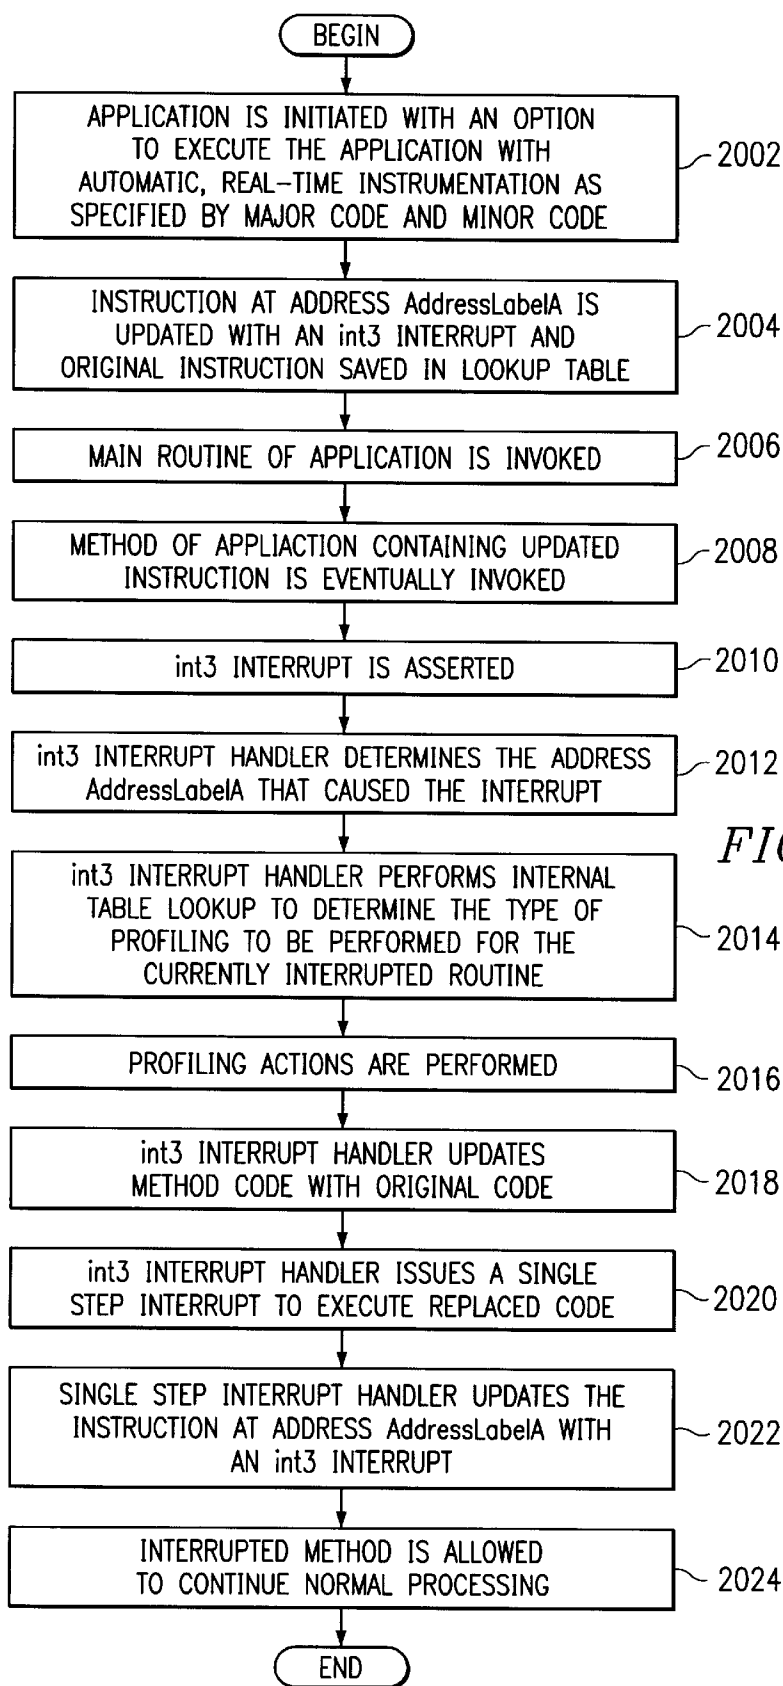 BEGIN
APPLICATION IS INITIATED WITH AN OPTION
TO EXECUTE THE APPLICATION WITH
AUTOMATIC, REAL-TIME INSTRUMENTATION AS
SPECIFIED BY MAJOR CODE AND MINOR CODE
2002
INSTRUCTION AT ADDRESS AddressLabelA IS
UPDATED WITH AN int3 INTERRUPT AND
ORIGINAL INSTRUCTION SAVED IN LOOKUP TABLE
2004
MAIN ROUTINE OF APPLICATION IS INVOKED
2006
METHOD OF APPLIACTION CONTAINING UPDATED
INSTRUCTION IS EVENTUALLY INVOKED
2008
int3 INTERRUPT IS ASSERTED
2010
int3 INTERRUPT HANDLER DETERMINES THE ADDRESS
AddressLabelA THAT CAUSED THE INTERRUPT
2012
FIG
int3 INTERRUPT HANDLER PERFORMS INTERNAL
TABLE LOOKUP TO DETERMINE THE TYPE OF
PROFILING TO BE PERFORMED FOR THE
CURRENTLY INTERRUPTED ROUTINE
2014
PROFILING ACTIONS ARE PERFORMED
2016
int3 INTERRUPT HANDLER UPDATES
METHOD CODE WITH ORIGINAL CODE
2018
int3 INTERRUPT HANDLER ISSUES A SINGLE
STEP INTERRUPT TO EXECUTE REPLACED CODE
2020
SINGLE STEP INTERRUPT HANDLER UPDATES THE
INSTRUCTION AT ADDRESS AddressLabelA WITH
AN int3 INTERRUPT
2022
INTERRUPTED METHOD IS ALLOWED
TO CONTINUE NORMAL PROCESSING
2024
END